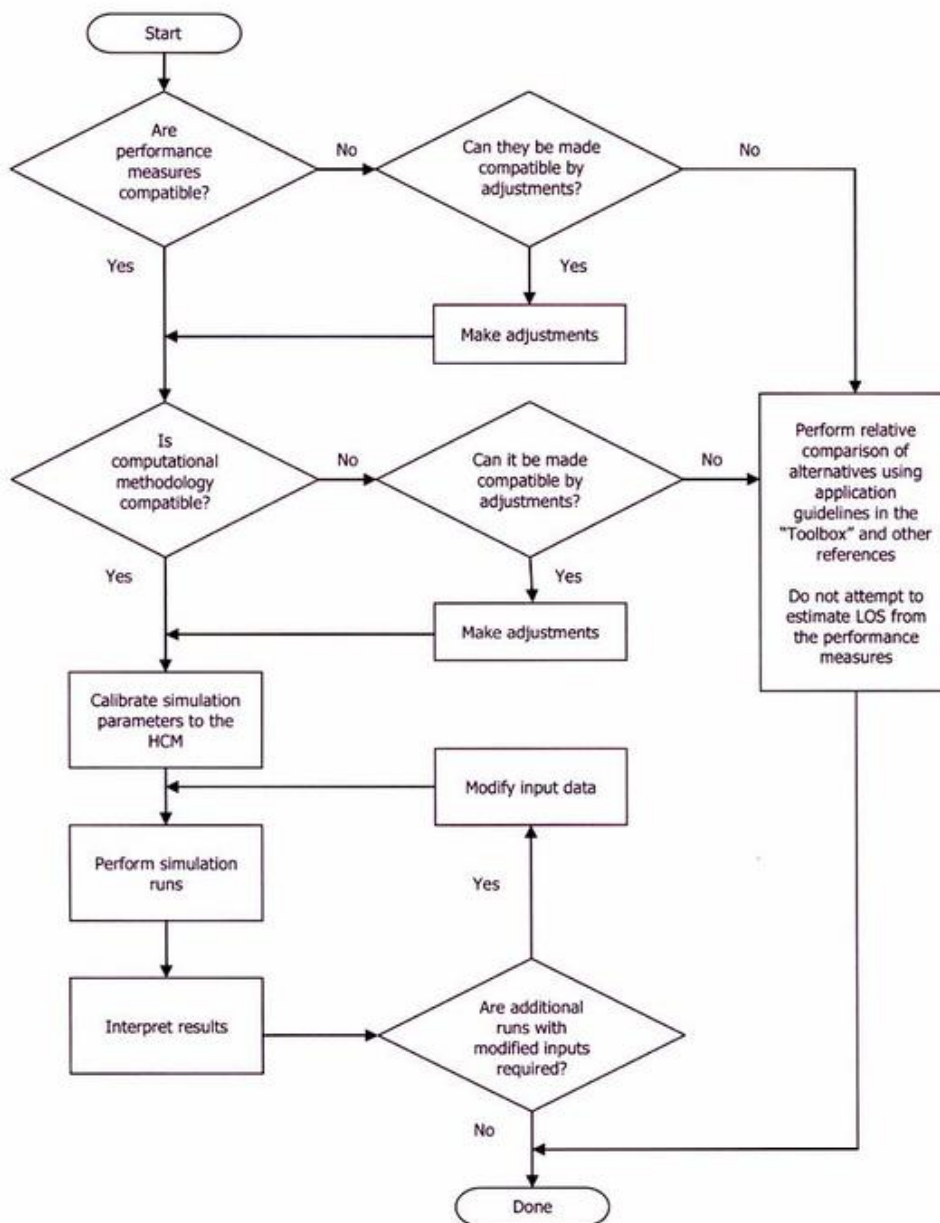 Start
Are
performance
measures
compatible?
No
Can they be made
compatible by
adjustments?
No
Yes
Yes
Make adjustments
Is
computational
methodology
compatible?
No
Can it be made
compatible by
adjustments?
No
Perform relative
comparison of
alternatives using
application
guidelines in the
"Toolbox" and other
references
Do not attempt to
estimate LOS from
the performance
measures
Yes
Yes
Make adjustments
Calibrate simulation
parameters to the
HCM
Modify input data
Perform simulation
runs
Yes
Interpret results
Are additional
runs with
modified inputs
required?
No
Done